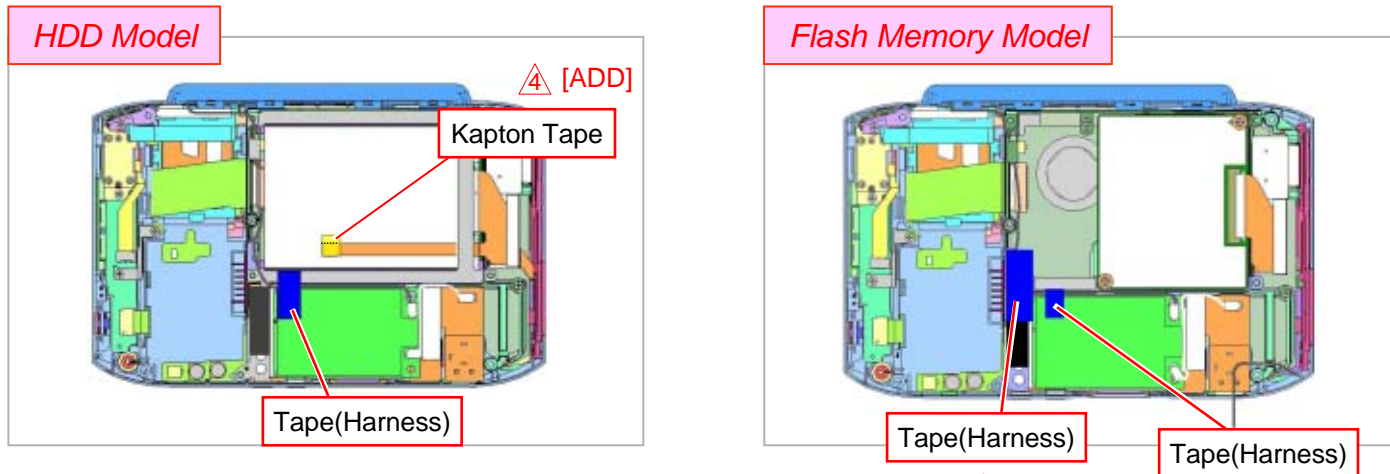 HDD Model
4 [ADD]
Kapton Tape
Tape(Harness)
Flash Memory Model
Tape(Harness)
Tape(Harness)